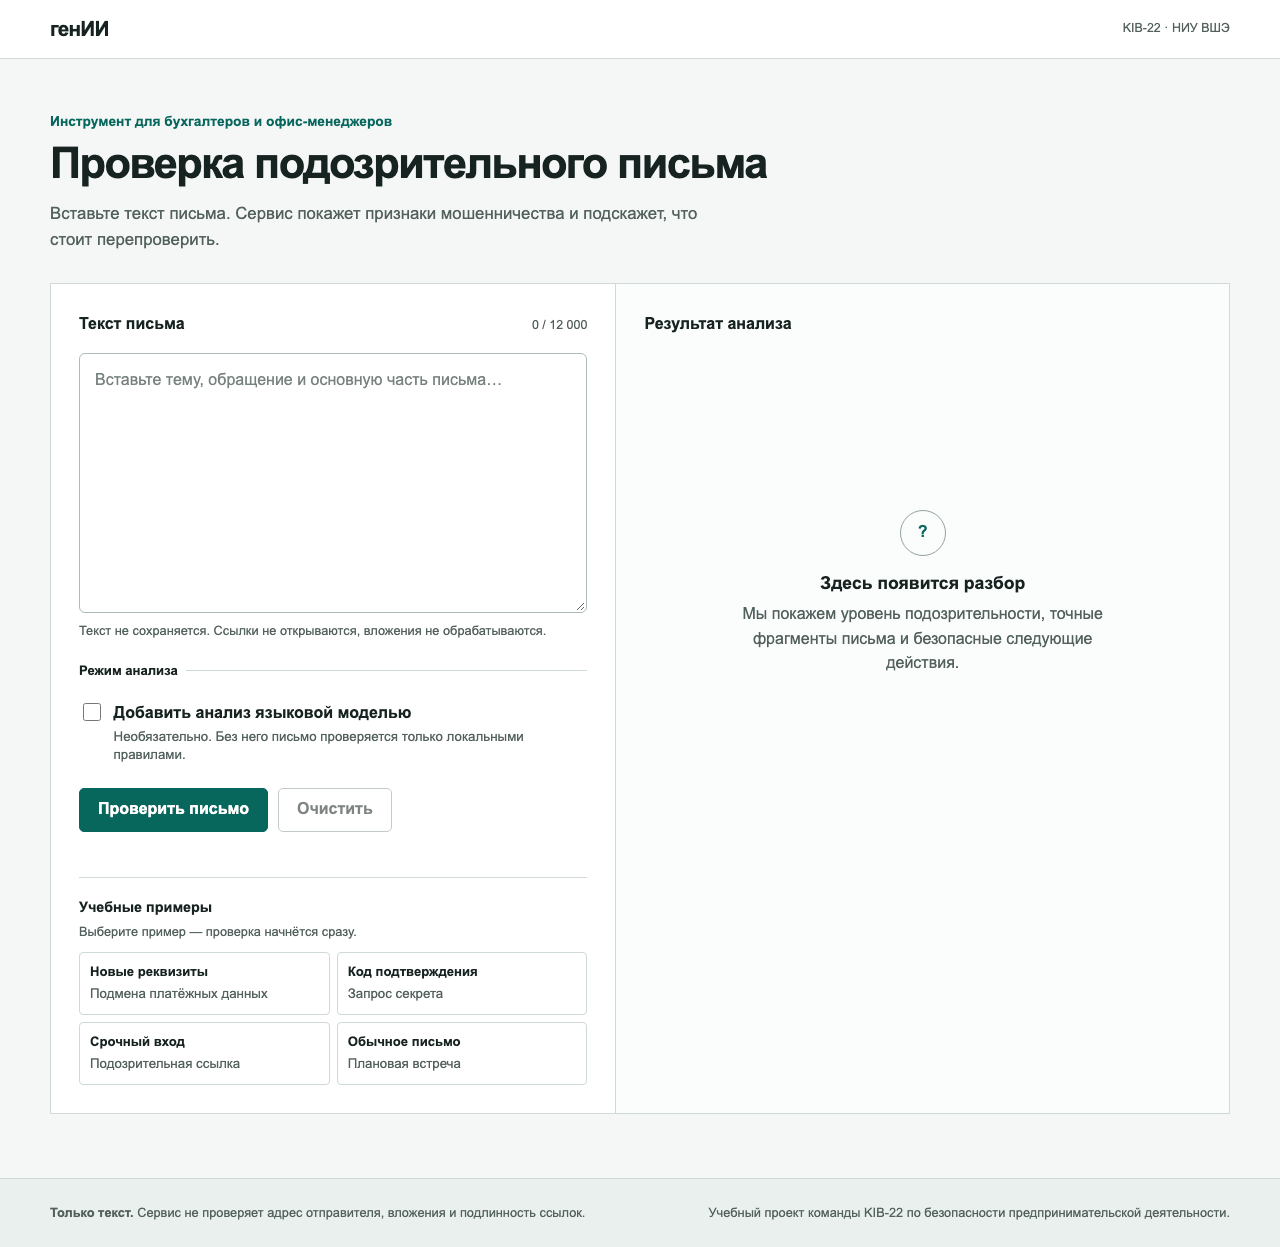 генИИ
KIB-22 · НИУ ВШЭ
Инструмент для бухгалтеров и офис-менеджеров
Проверка подозрительного письма
Вставьте текст письма. Сервис покажет признаки мошенничества и подскажет, что
стоит перепроверить.
Текст письма
0 / 12 000
Вставьте тему, обращение и основную часть письма…
Текст не сохраняется. Ссылки не открываются, вложения не обрабатываются.
Режим анализа
Добавить анализ языковой моделью
Необязательно. Без него письмо проверяется только локальными
правилами.
Проверить письмо
Очистить
Учебные примеры
Выберите пример — проверка начнётся сразу.
Новые реквизиты
Подмена платёжных данных
Код подтверждения
Запрос секрета
Срочный вход
Подозрительная ссылка
Обычное письмо
Плановая встреча
Результат анализа
?
Здесь появится разбор
Мы покажем уровень подозрительности, точные
фрагменты письма и безопасные следующие
действия.
Только текст. Сервис не проверяет адрес отправителя, вложения и подлинность ссылок.
Учебный проект команды KIB-22 по безопасности предпринимательской деятельности.